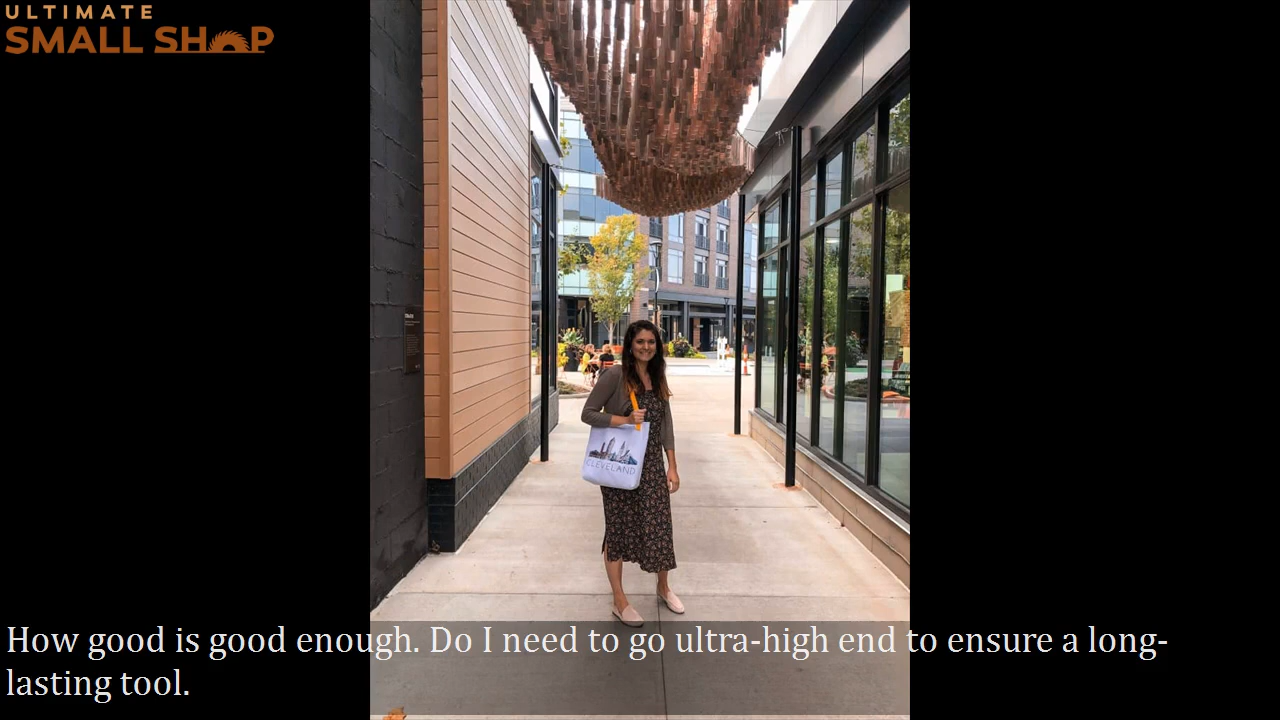 ULTIMATE
SMALL SHOP
CLEVELAND
How good is good enough. Do I need to go ultra-high end to ensure a long-
lasting tool.